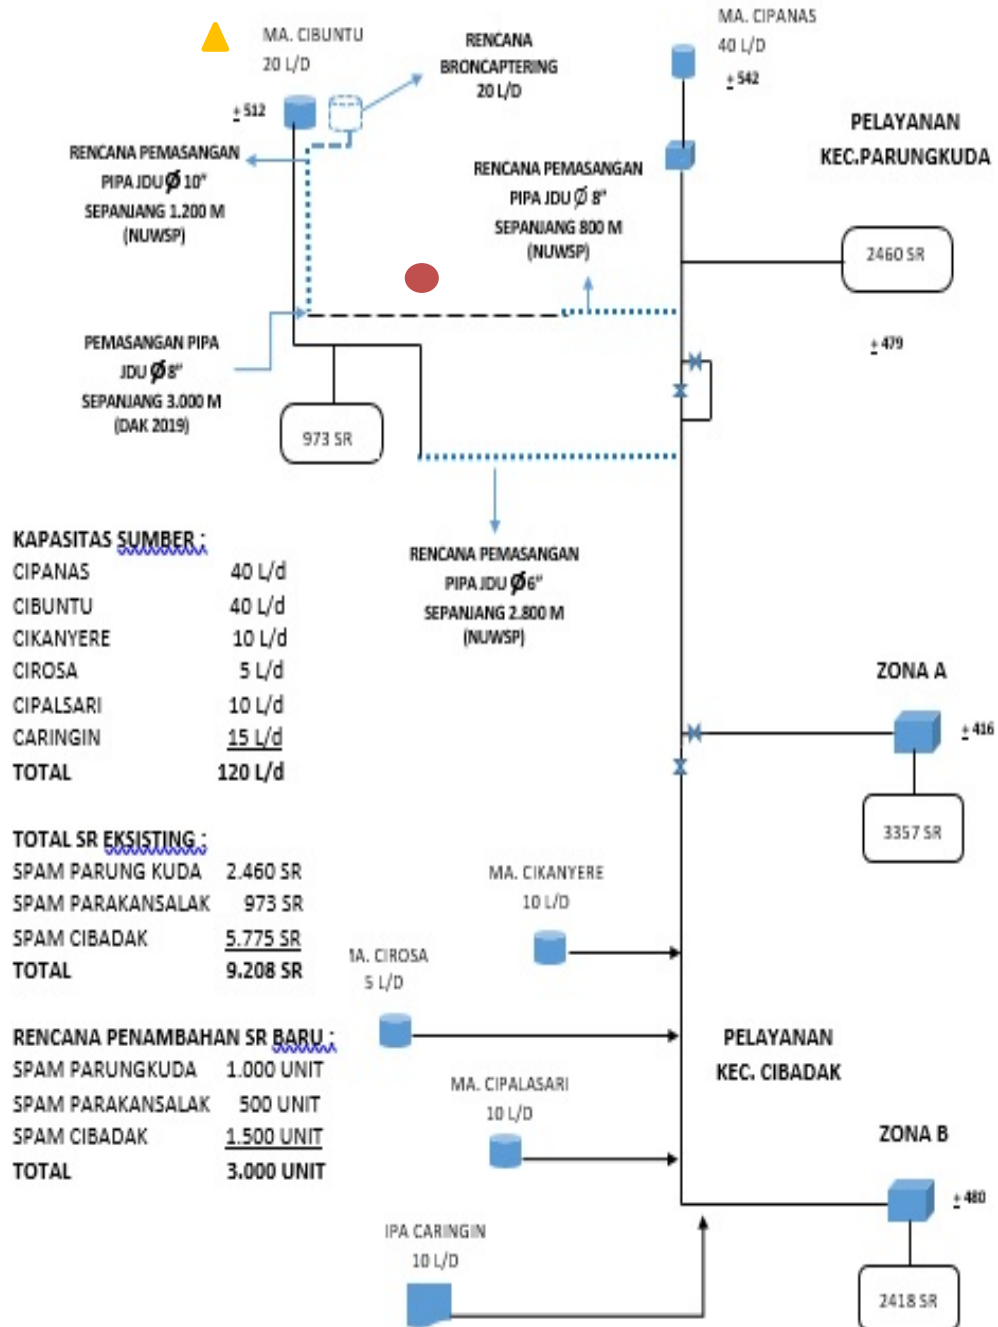 MA. CIBUNTU
20 L/D
+ 512
RENCANA
BRONCAPTERING
20 L/D
MA. CIPANAS
40 L/D
+ 542
PELAYANAN
KEC.PARUNGKUDA
RENCANA PEMASANGAN
PIPA JDU Ø 10"
SEPANJANG 1.200 M
(NUWSP)
RENCANA PEMASANGAN
PIPA JDU Ø 8"
SEPANJANG 800 M
(NUWSP)
2460 SR
+ 479
PEMASANGAN PIPA
JDU Ø 8"
SEPANJANG 3.000 M
(DAK 2019)
973 SR
RENCANA PEMASANGAN
PIPA JDU Ø 6"
SEPANJANG 2.800 M
(NUWSP)
KAPASITAS SUMBER :
CIPANAS 40 L/d
CIBUNTU 40 L/d
CIKANYERE 10 L/d
CIROSA 5 L/d
CIPALSARI 10 L/d
CARINGIN 15 L/d
TOTAL 120 L/d
ZONA A
+ 416
3357 SR
TOTAL SR EKSISTING :
SPAM PARUNG KUDA 2.460 SR
SPAM PARAKANSALAK 973 SR
SPAM CIBADAK 5.775 SR
TOTAL 9.208 SR
MA. CIKANYERE
10 L/D
1A. CIROSA
5 L/D
RENCANA PENAMBAHAN SR BARU :
SPAM PARUNGKUDA 1.000 UNIT
SPAM PARAKANSALAK 500 UNIT
SPAM CIBADAK 1.500 UNIT
TOTAL 3.000 UNIT
PELAYANAN
KEC. CIBADAK
MA. CIPALASARI
10 L/D
ZONA B
+ 480
2418 SR
IPA CARINGIN
10 L/D